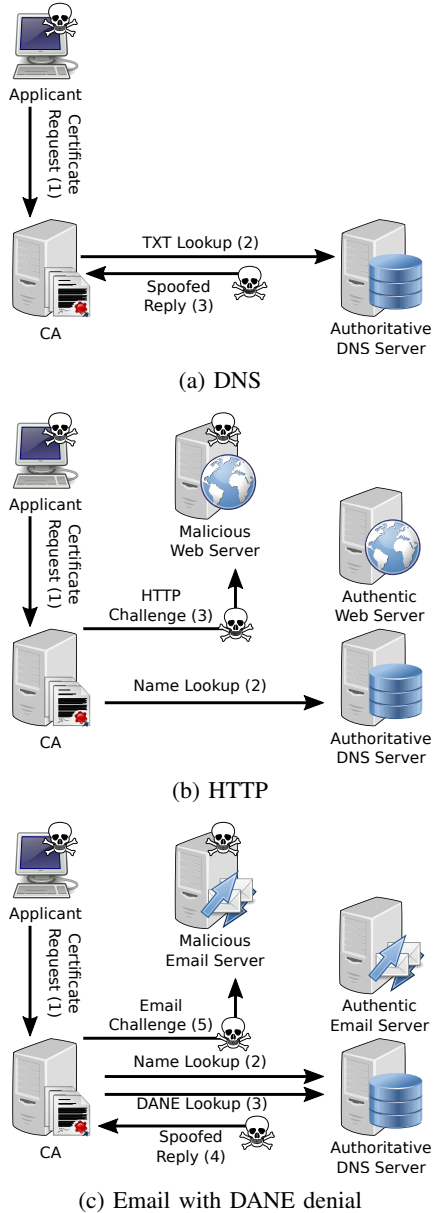 Applicant
Certificate
Request (1)
TXT Lookup (2)
Spoofed
Reply (3)
CA
Authoritative
DNS Server
(a) DNS
Applicant
Malicious
Web Server
Certificate
Request (1)
Authentic
Web Server
HTTP
Challenge (3)
Name Lookup (2)
CA
Authoritative
DNS Server
(b) HTTP
Applicant
Malicious
Email Server
Certificate
Request (1)
Authentic
Email Server
Email
Challenge (5)
Name Lookup (2)
DANE Lookup (3)
Spoofed
Reply (4)
CA
Authoritative
DNS Server
(c) Email with DANE denial